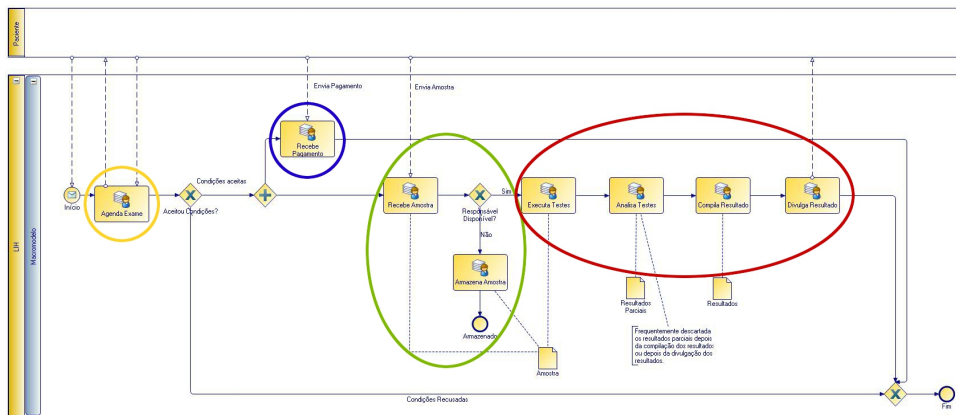 Paciente
LIH
Macromodelo
Envia Pagamento
Envia Amostra
Recebe
Pagamento
Condições aceitas
Início
Agenda Exame
Aceitou Condições?
Recebe Amostra
Responsável
Disponível?
Sim
Não
Executa Testes
Analisa Testes
Compila Resultado
Divulga Resultado
Armazena Amostra
Armazenado
Amostra
Resultados
Parciais
Resultados
Frequentemente descartada
os resultados parciais depois
da compilação dos resultado:
ou depois da divulgação dos
resultados.
Condições Recusadas
Fim